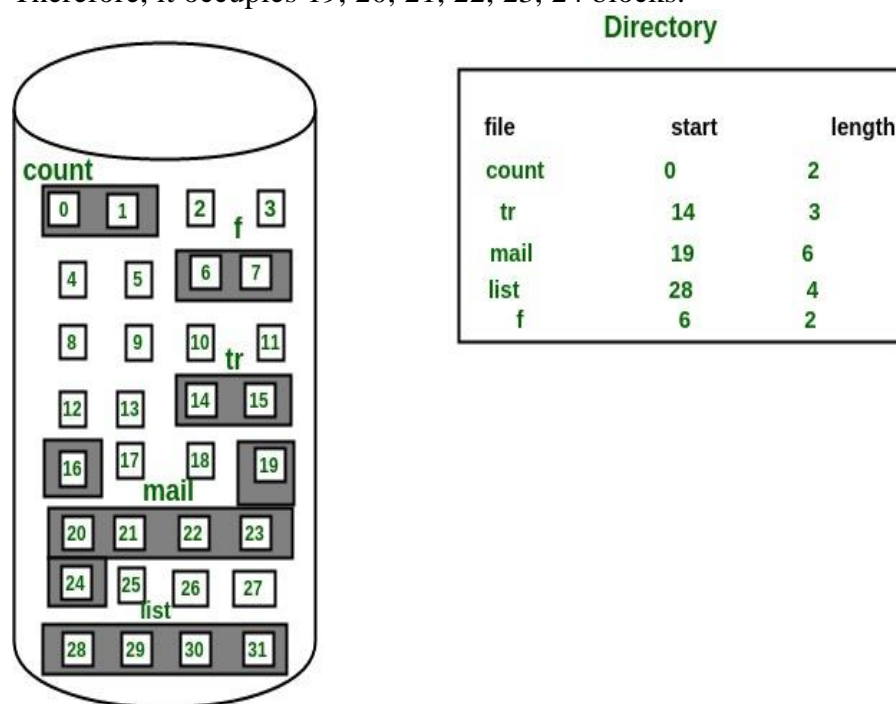 Therefore, it occupies 19, 20, 21, 22, 23, 24 blocks.
Directory
file start length
count 0 2
tr 14 3
mail 19 6
list 28 4
f 6 2
count
0 1 2 3
f
4 5 6 7
8 9 10 11
tr
12 13 14 15
16 17 18 19
mail
20 21 22 23
24 25 26 27
list
28 29 30 31